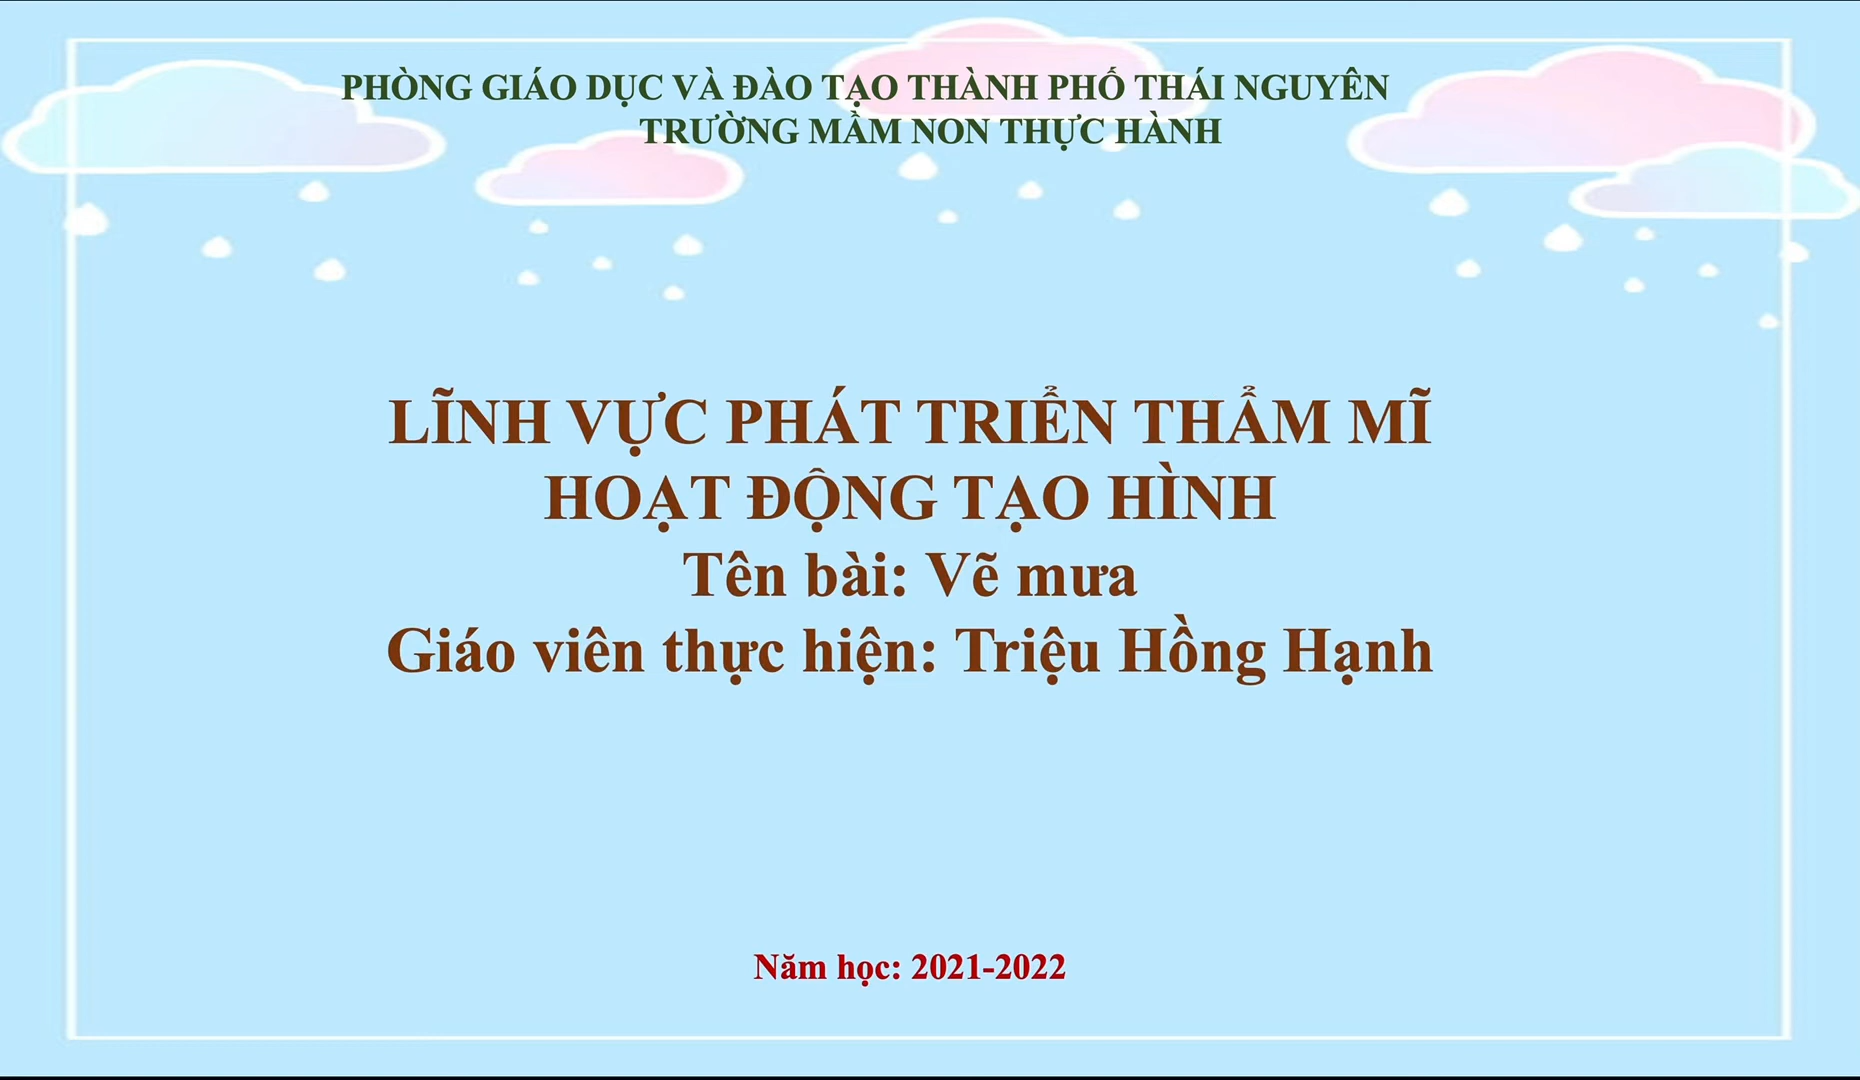 PHÒNG GIÁO DỤC VÀ ĐÀO TẠO THÀNH PHỐ THÁI NGUYÊN
TRƯỜNG MẦM NON THỰC HÀNH
LĨNH VỰC PHÁT TRIỂN THẨM MĨ
HOẠT ĐỘNG TẠO HÌNH
Tên bài: Vẽ mưa
Giáo viên thực hiện: Triệu Hồng Hạnh
Năm học: 2021-2022